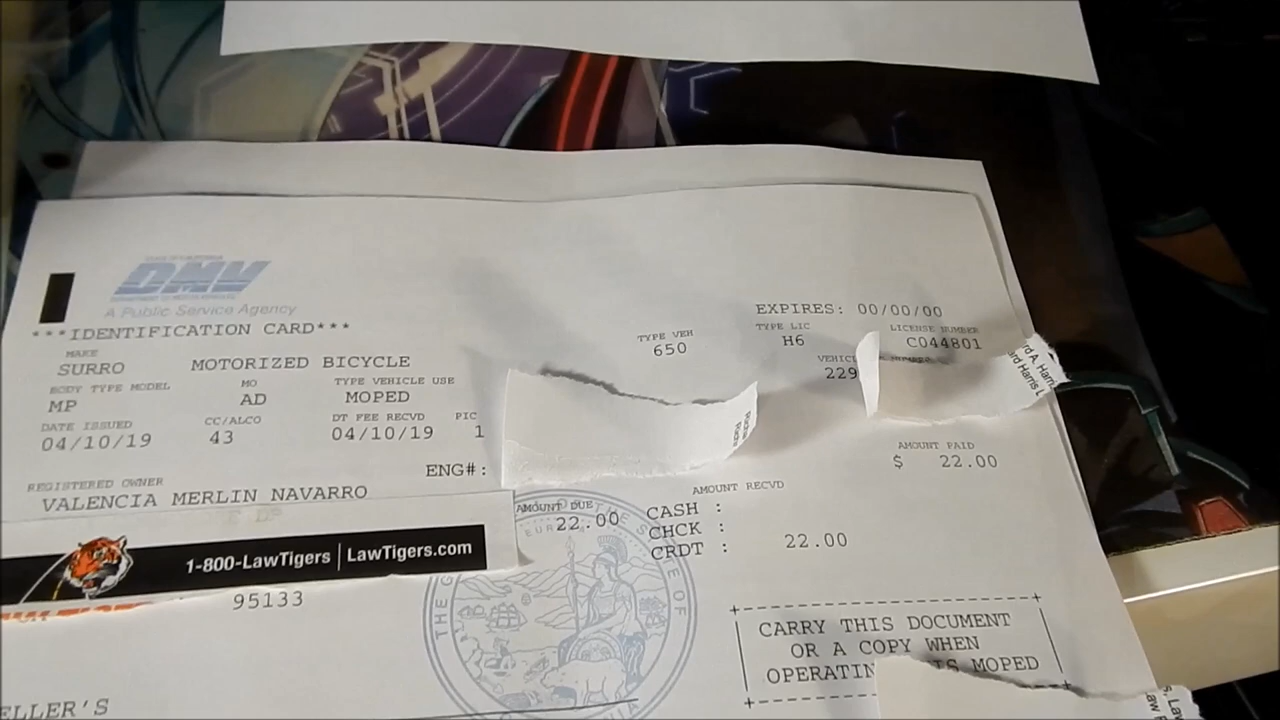 DMV
A Public Service Agency
***IDENTIFICATION CARD***
EXPIRES: 00/00/00
MAKE
SURRO MOTORIZED BICYCLE
TYPE VEH
650
TYPE LIC
H6
LICENSE NUMBER
C044801
BODY TYPE MODEL
MP
MO
AD
TYPE VEHICLE USE
MOPED
VEHIC NUMBER
229
DATE ISSUED
04/10/19
CC/ALCO
43
DT FEE RECVD
04/10/19
PIC
1
ENG#:
AMOUNT PAID
$ 22.00
REGISTERED OWNER
VALENCIA MERLIN NAVARRO
AMOUNT DUE
22.00
AMOUNT RECVD
CASH :
CHCK :
CRDT : 22.00
1-800-LawTigers | LawTigers.com
95133
CARRY THIS DOCUMENT
OR A COPY WHEN
OPERATIN IS MOPED
ELLER'S